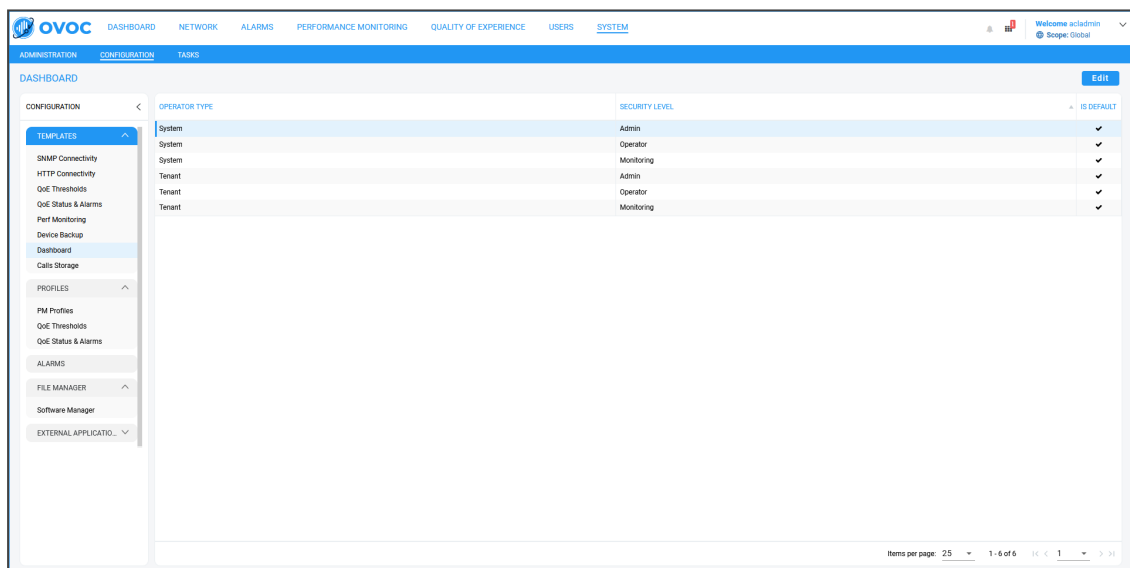 OVOC DASHBOARD NETWORK ALARMS PERFORMANCE MONITORING QUALITY OF EXPERIENCE USERS SYSTEM 1 Welcome acladmin
Scope: Global
ADMINISTRATION CONFIGURATION TASKS
DASHBOARD Edit
CONFIGURATION
TEMPLATES
SNMP Connectivity
HTTP Connectivity
QoE Thresholds
QoE Status & Alarms
Perf Monitoring
Device Backup
Dashboard
Calls Storage
PROFILES
PM Profiles
QoE Thresholds
QoE Status & Alarms
ALARMS
FILE MANAGER
Software Manager
EXTERNAL APPLICATIO...
OPERATOR TYPE SECURITY LEVEL IS DEFAULT
System Admin
System Operator
System Monitoring
Tenant Admin
Tenant Operator
Tenant Monitoring
Items per page: 25 1 - 6 of 6 1